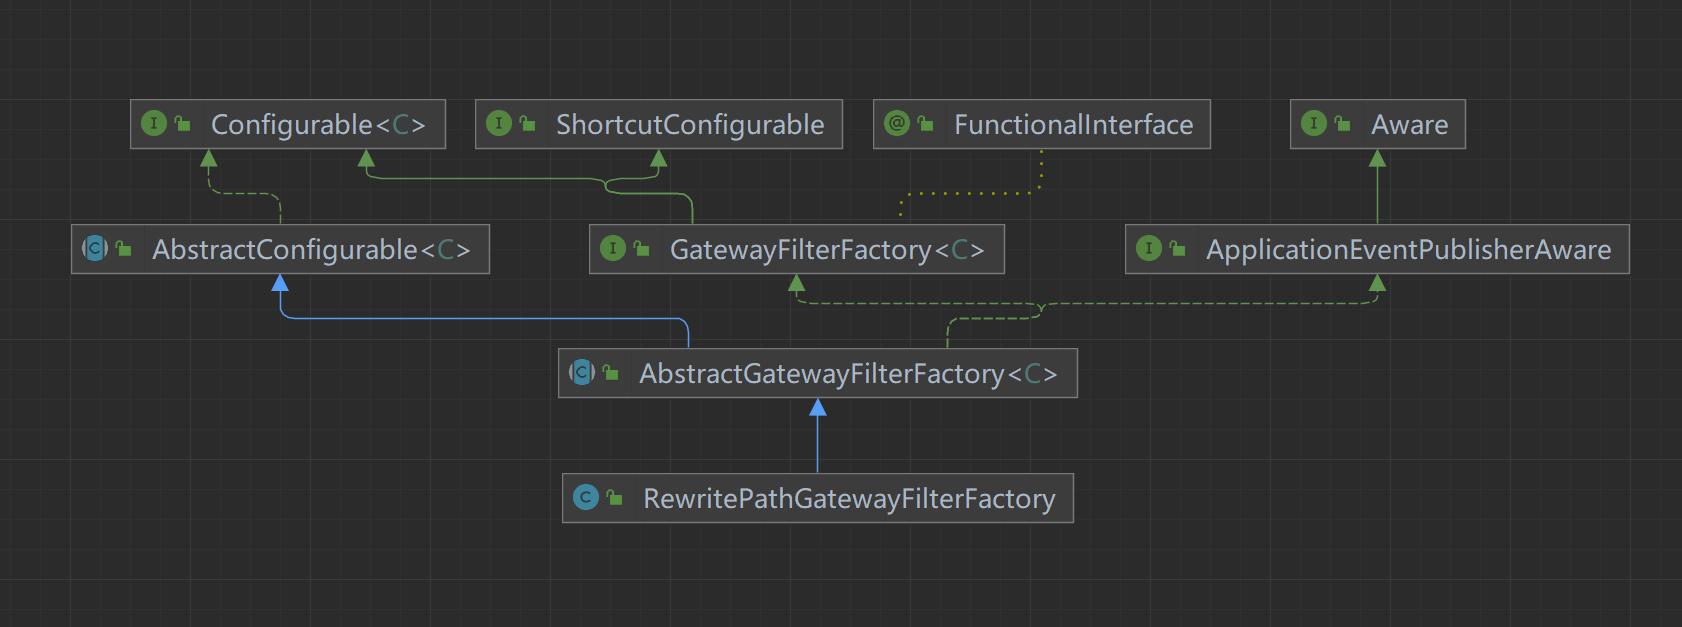 Configurable<C>
ShortcutConfigurable
FunctionalInterface
Aware
AbstractConfigurable<C>
GatewayFilterFactory<C>
ApplicationEventPublisherAware
AbstractGatewayFilterFactory<C>
RewritePathGatewayFilterFactory